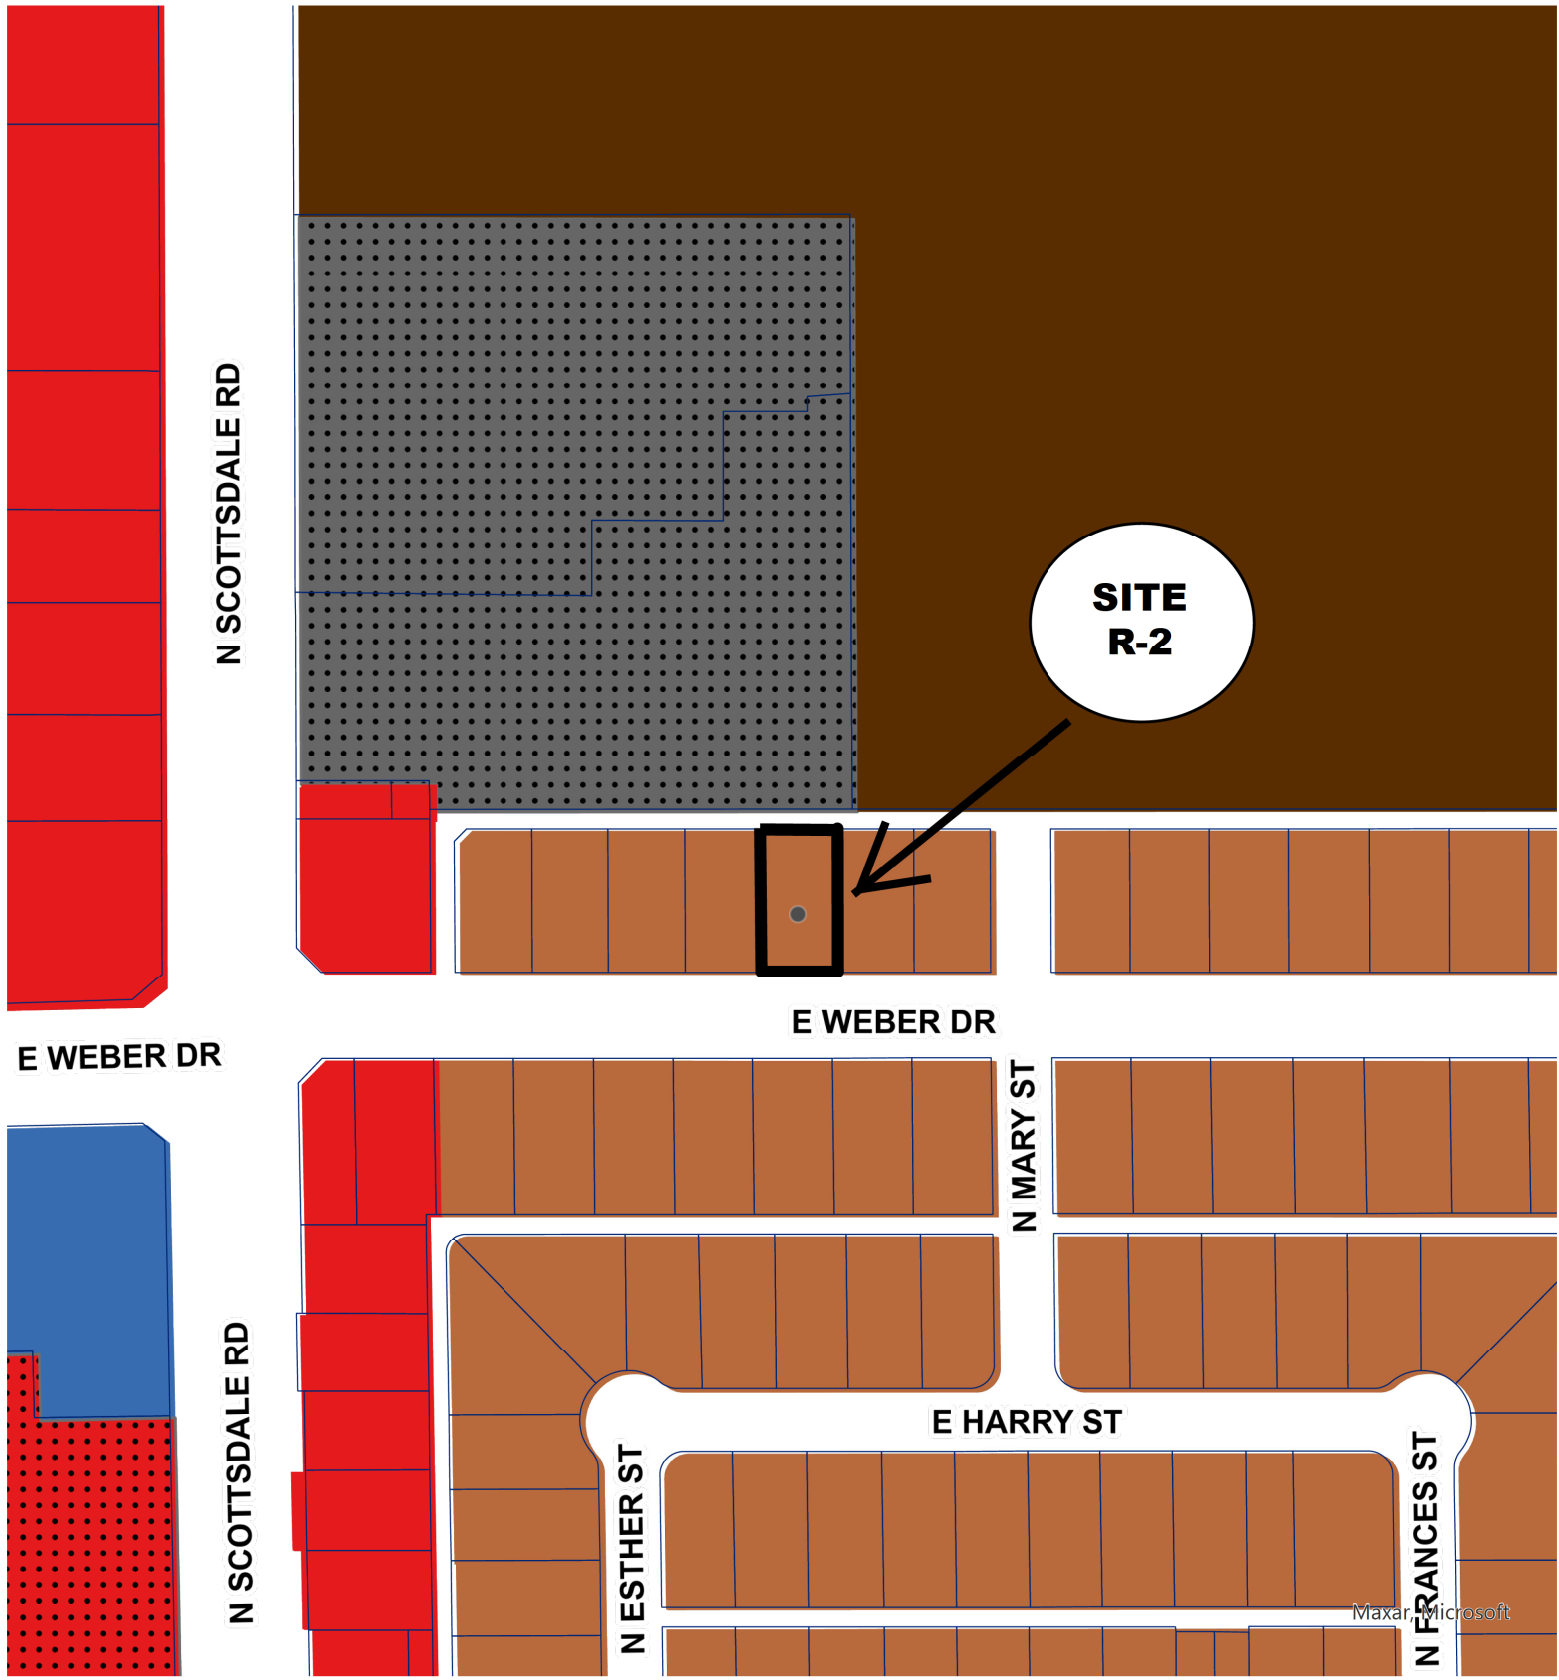 N SCOTTSDALE RD
SITE
R-2
E WEBER DR
E WEBER DR
N MARY ST
N SCOTTSDALE RD
E HARRY ST
N ESTHER ST
N FRANCES ST
Maxar, Microsoft